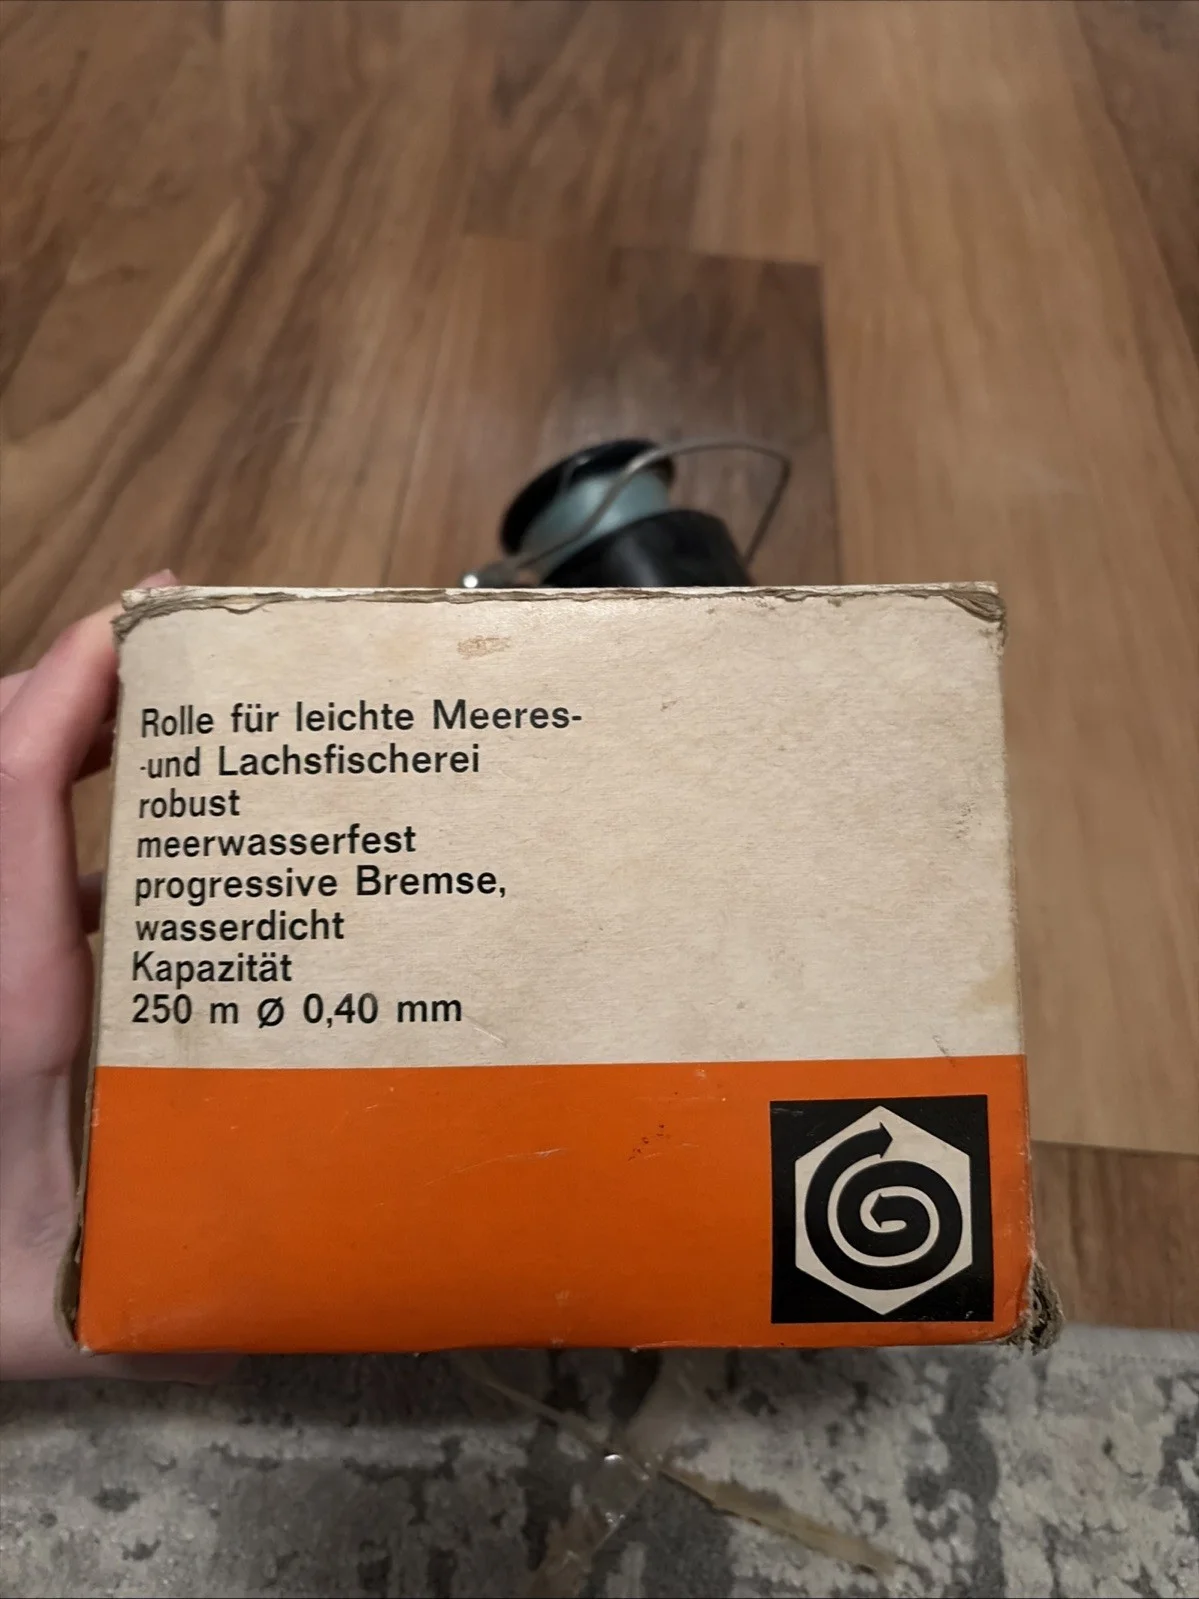 Rolle für leichte Meeres-
-und Lachsfischerei
robust
meerwasserfest
progressive Bremse,
wasserdicht
Kapazität
250 m Ø 0,40 mm